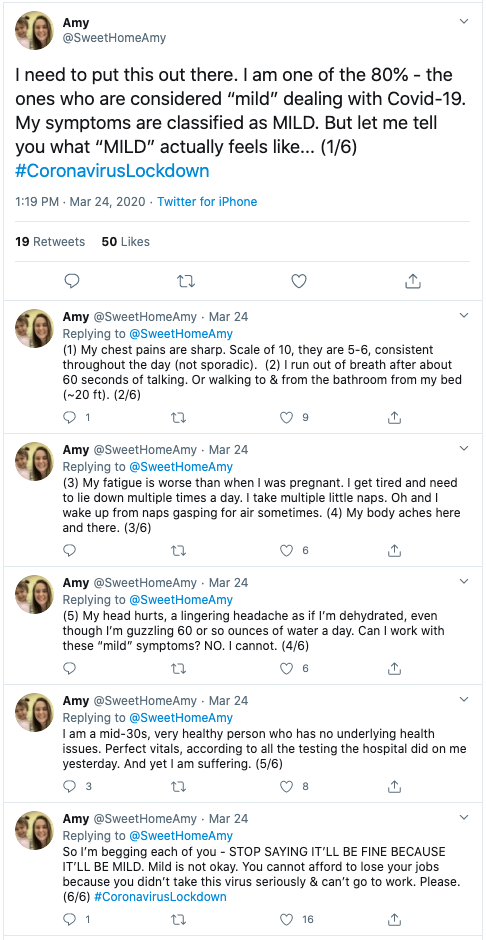 Amy
@SweetHomeAmy
I need to put this out there. I am one of the 80% - the
ones who are considered “mild” dealing with Covid-19.
My symptoms are classified as MILD. But let me tell
you what “MILD” actually feels like... (1/6)
#CoronavirusLockdown
1:19 PM · Mar 24, 2020 · Twitter for iPhone
19 Retweets 50 Likes
Amy @SweetHomeAmy · Mar 24
Replying to @SweetHomeAmy
(1) My chest pains are sharp. Scale of 10, they are 5-6, consistent
throughout the day (not sporadic).  (2) I run out of breath after about
60 seconds of talking. Or walking to & from the bathroom from my bed
(~20 ft). (2/6)
1 9
Amy @SweetHomeAmy · Mar 24
Replying to @SweetHomeAmy
(3) My fatigue is worse than when I was pregnant. I get tired and need
to lie down multiple times a day. I take multiple little naps. Oh and I
wake up from naps gasping for air sometimes. (4) My body aches here
and there. (3/6)
6
Amy @SweetHomeAmy · Mar 24
Replying to @SweetHomeAmy
(5) My head hurts, a lingering headache as if I’m dehydrated, even
though I’m guzzling 60 or so ounces of water a day. Can I work with
these “mild” symptoms? NO. I cannot. (4/6)
6
Amy @SweetHomeAmy · Mar 24
Replying to @SweetHomeAmy
I am a mid-30s, very healthy person who has no underlying health
issues. Perfect vitals, according to all the testing the hospital did on me
yesterday. And yet I am suffering. (5/6)
3 8
Amy @SweetHomeAmy · Mar 24
Replying to @SweetHomeAmy
So I’m begging each of you - STOP SAYING IT’LL BE FINE BECAUSE
IT’LL BE MILD. Mild is not okay. You cannot afford to lose your jobs
because you didn’t take this virus seriously & can’t go to work. Please.
(6/6) #CoronavirusLockdown
1 16